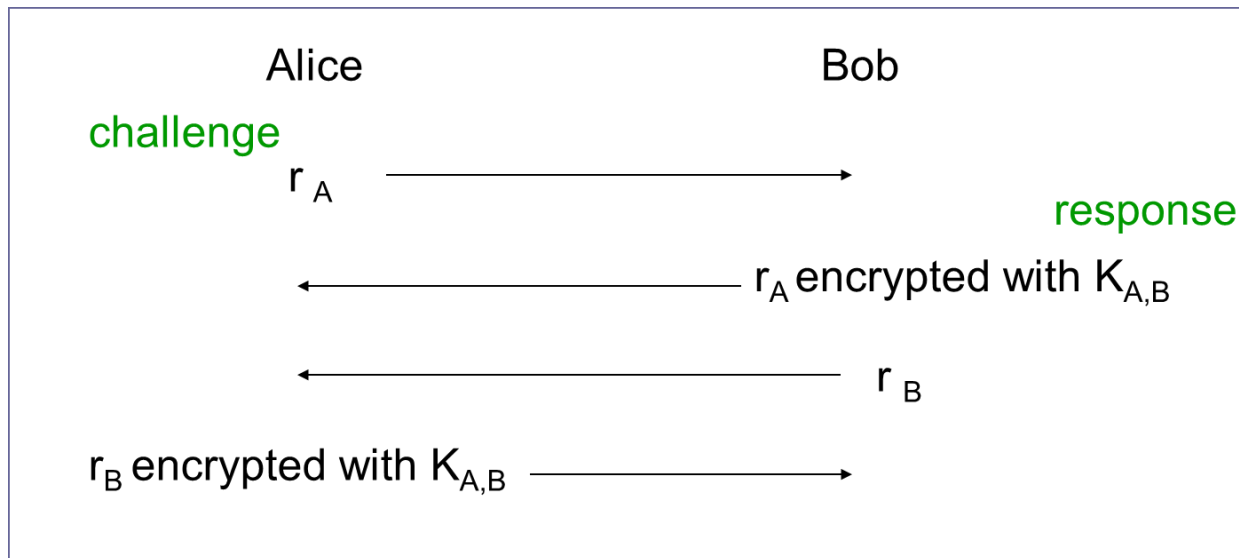 Alice Bob
challenge
r A
response
rA encrypted with KA,B
r B
rB encrypted with KA,B